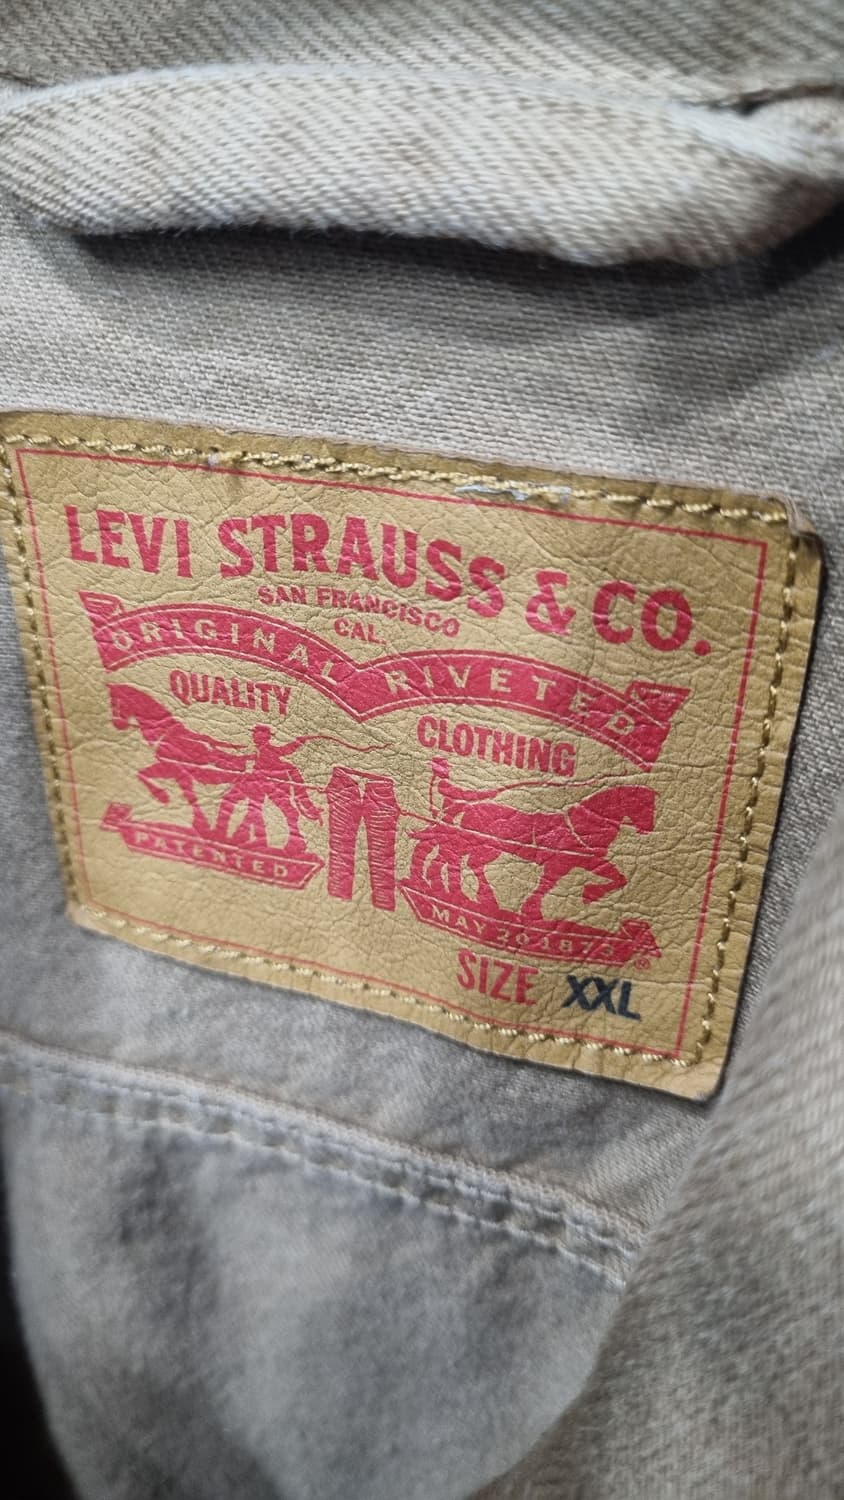 LEVI STRAUSS & CO.
SAN FRANCISCO
CAL.
ORIGINAL RIVETED
QUALITY
CLOTHING
PATENTED
MAY 20 1873
®
SIZE XXL